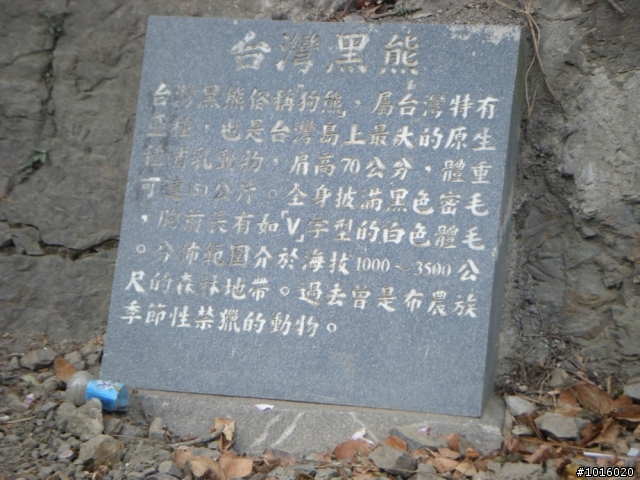 台灣黑熊
台灣黑熊俗稱「狗熊」，屬台灣特有
亞種，也是台灣島上最大的原生
種哺乳動物，肩高70公分，體重
可達150公斤。全身披滿黑色密毛
，胸前長有如「V」字型的白色體毛
。分佈範圍介於海拔1000～3500公
尺的森林地帶。過去曾是布農族
季節性禁獵的動物。
#1016020